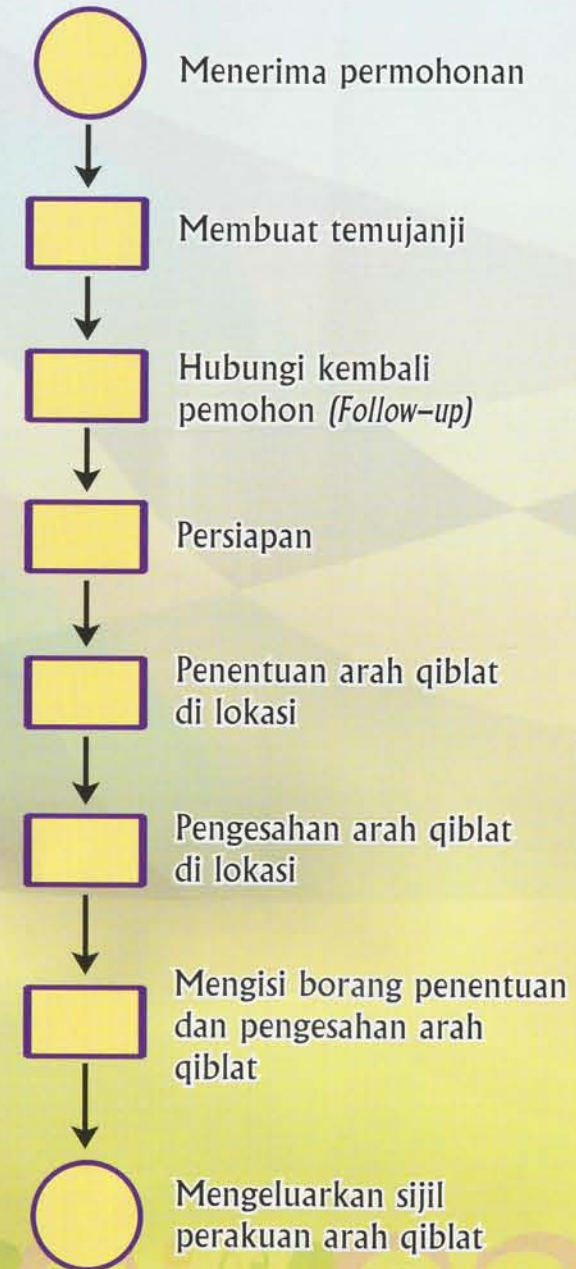 Menerima permohonan
Membuat temujanji
Hubungi kembali
pemohon (Follow-up)
Persiapan
Penentuan arah qiblat
di lokasi
Pengesahan arah qiblat
di lokasi
Mengisi borang penentuan
dan pengesahan arah
qiblat
Mengeluarkan sijil
perakuan arah qiblat